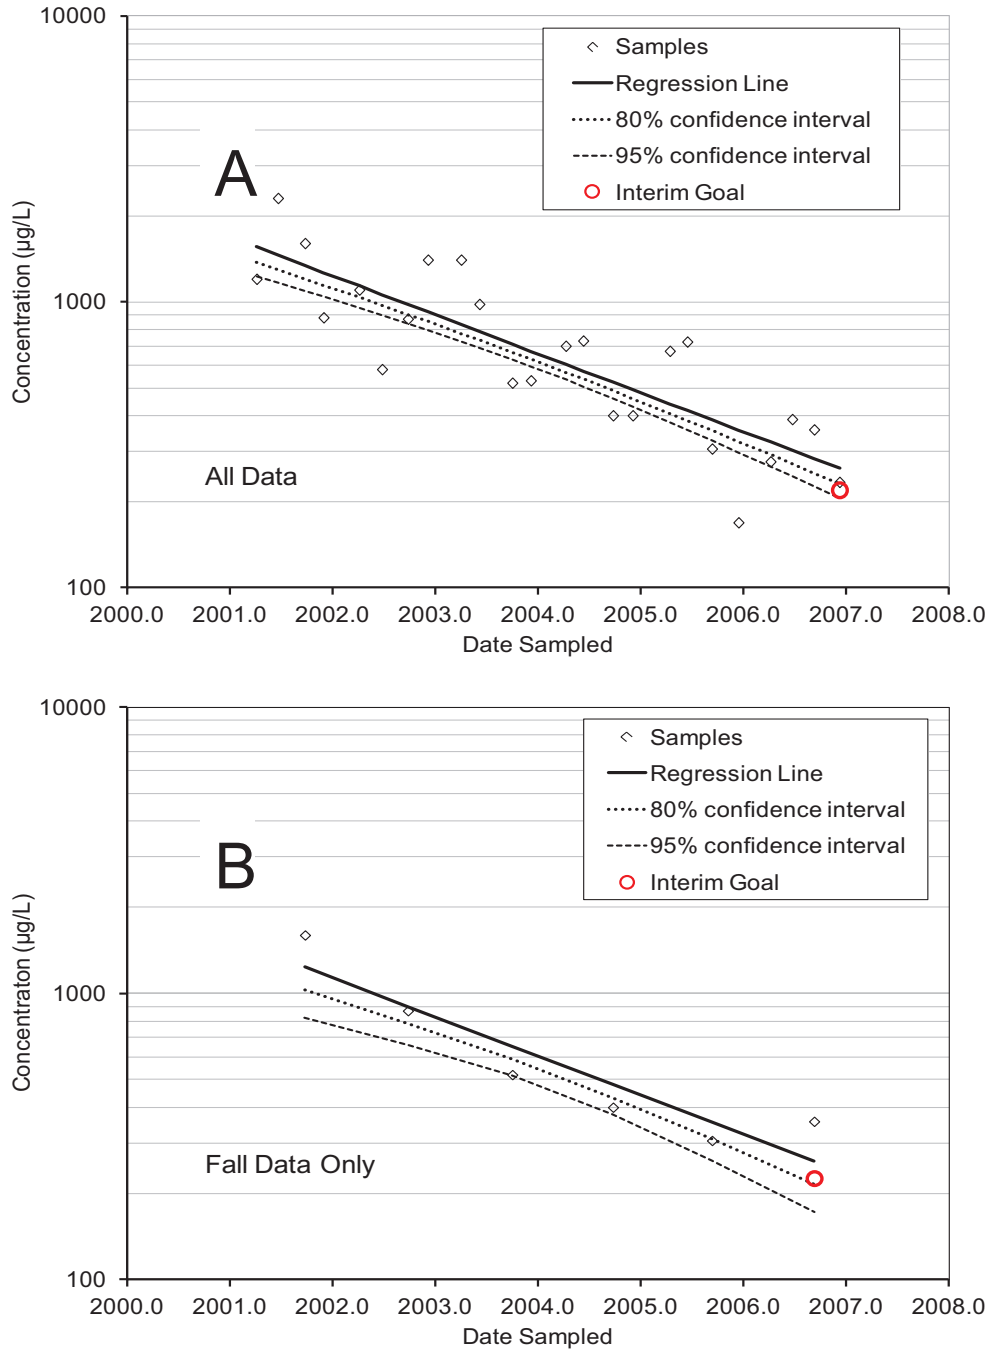 10000
1000
100
Concentration (µg/L)
A
All Data
Samples
Regression Line
80% confidence interval
95% confidence interval
Interim Goal
2000.0 2001.0 2002.0 2003.0 2004.0 2005.0 2006.0 2007.0 2008.0
Date Sampled
10000
1000
100
Concentraton (µg/L)
B
Fall Data Only
Samples
Regression Line
80% confidence interval
95% confidence interval
Interim Goal
2000.0 2001.0 2002.0 2003.0 2004.0 2005.0 2006.0 2007.0 2008.0
Date Sampled